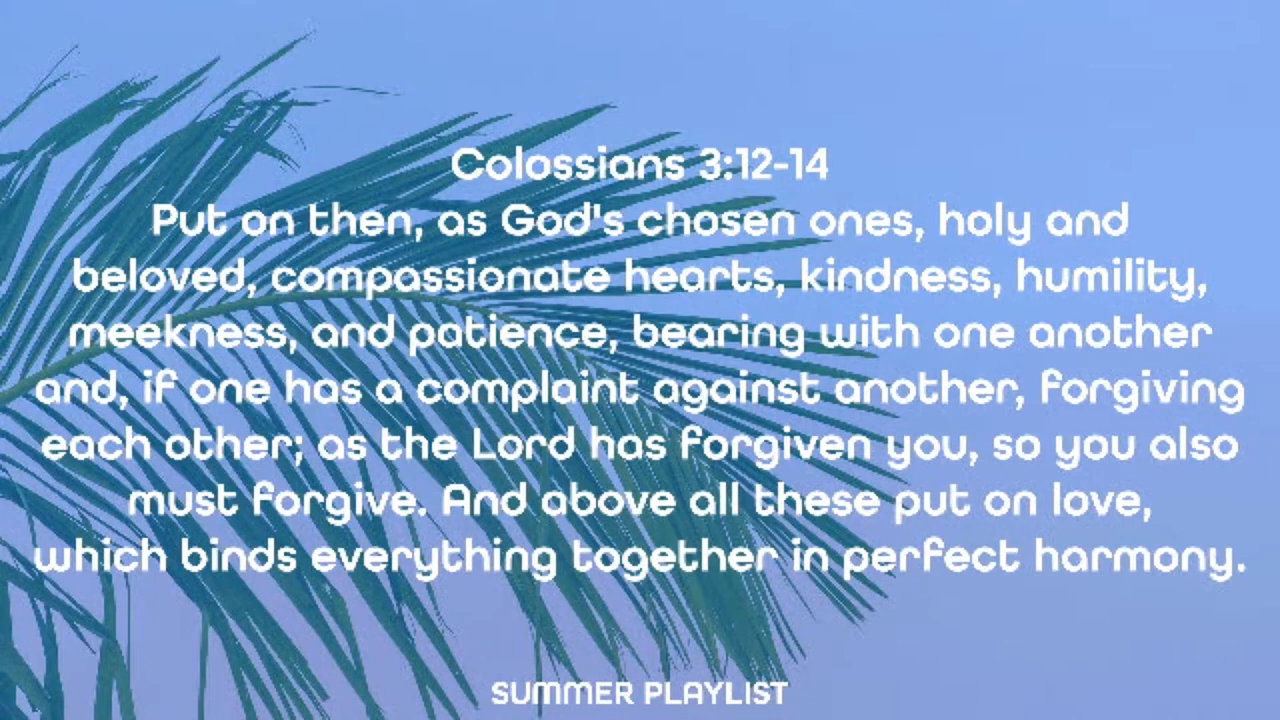 Colossians 3:12-14
Put on then, as God's chosen ones, holy and
beloved, compassionate hearts, kindness, humility,
meekness, and patience, bearing with one another
and, if one has a complaint against another, forgiving
each other; as the Lord has forgiven you, so you also
must forgive. And above all these put on love,
which binds everything together in perfect harmony.
SUMMER PLAYLIST